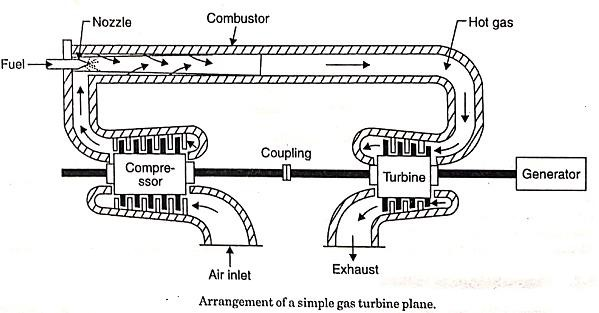 Nozzle
Combustor
Hot gas
Fuel
Coupling
Compre-
ssor
Turbine
Generator
Air inlet
Exhaust
Arrangement of a simple gas turbine plane.